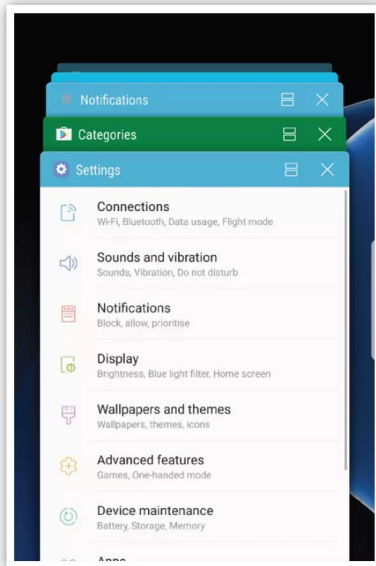 Notifications
Categories
Settings
Connections
Wi-Fi, Bluetooth, Data usage, Flight mode
Sounds and vibration
Sounds, Vibration, Do not disturb
Notifications
Block, allow, prioritise
Display
Brightness, Blue light filter, Home screen
Wallpapers and themes
Wallpapers, themes, icons
Advanced features
Games, One-handed mode
Device maintenance
Battery, Storage, Memory
Apps